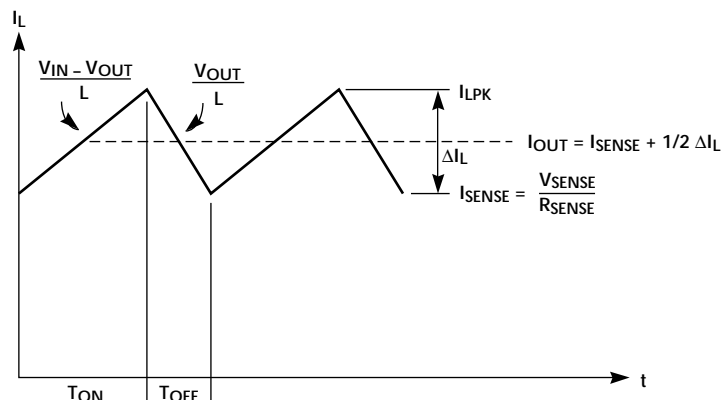 IL
VIN – VOUT
L
VOUT
L
ILPK
ΔIL
IOUT = ISENSE + 1/2 ΔIL
ISENSE = VSENSE
RSENSE
t
TON
TOFF